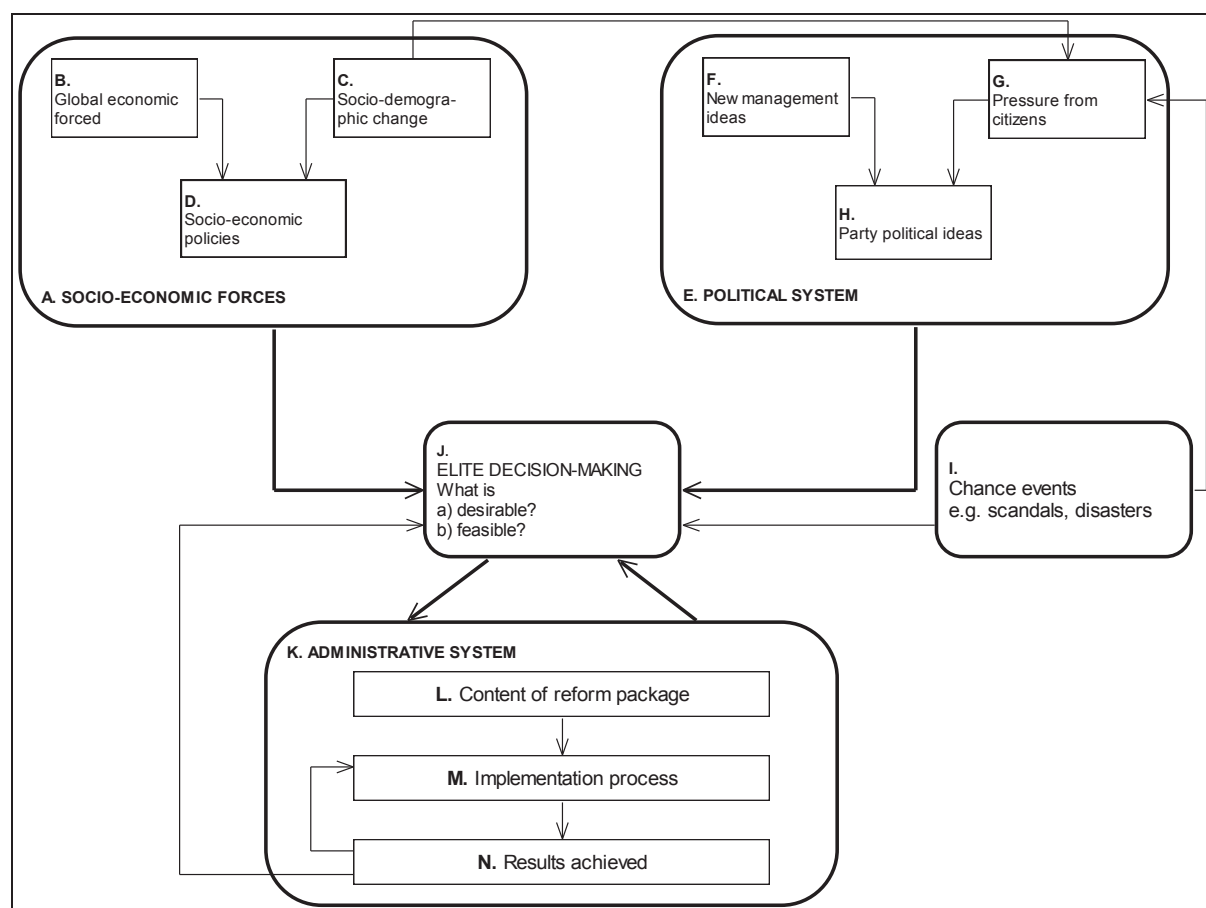 B.
Global economic
forced
C.
Socio-demogra-
phic change
D.
Socio-economic
policies
A. SOCIO-ECONOMIC FORCES
F.
New management
ideas
G.
Pressure from
citizens
H.
Party political ideas
E. POLITICAL SYSTEM
J.
ELITE DECISION-MAKING
What is
a) desirable?
b) feasible?
I.
Chance events
e.g. scandals, disasters
K. ADMINISTRATIVE SYSTEM
L. Content of reform package
M. Implementation process
N. Results achieved